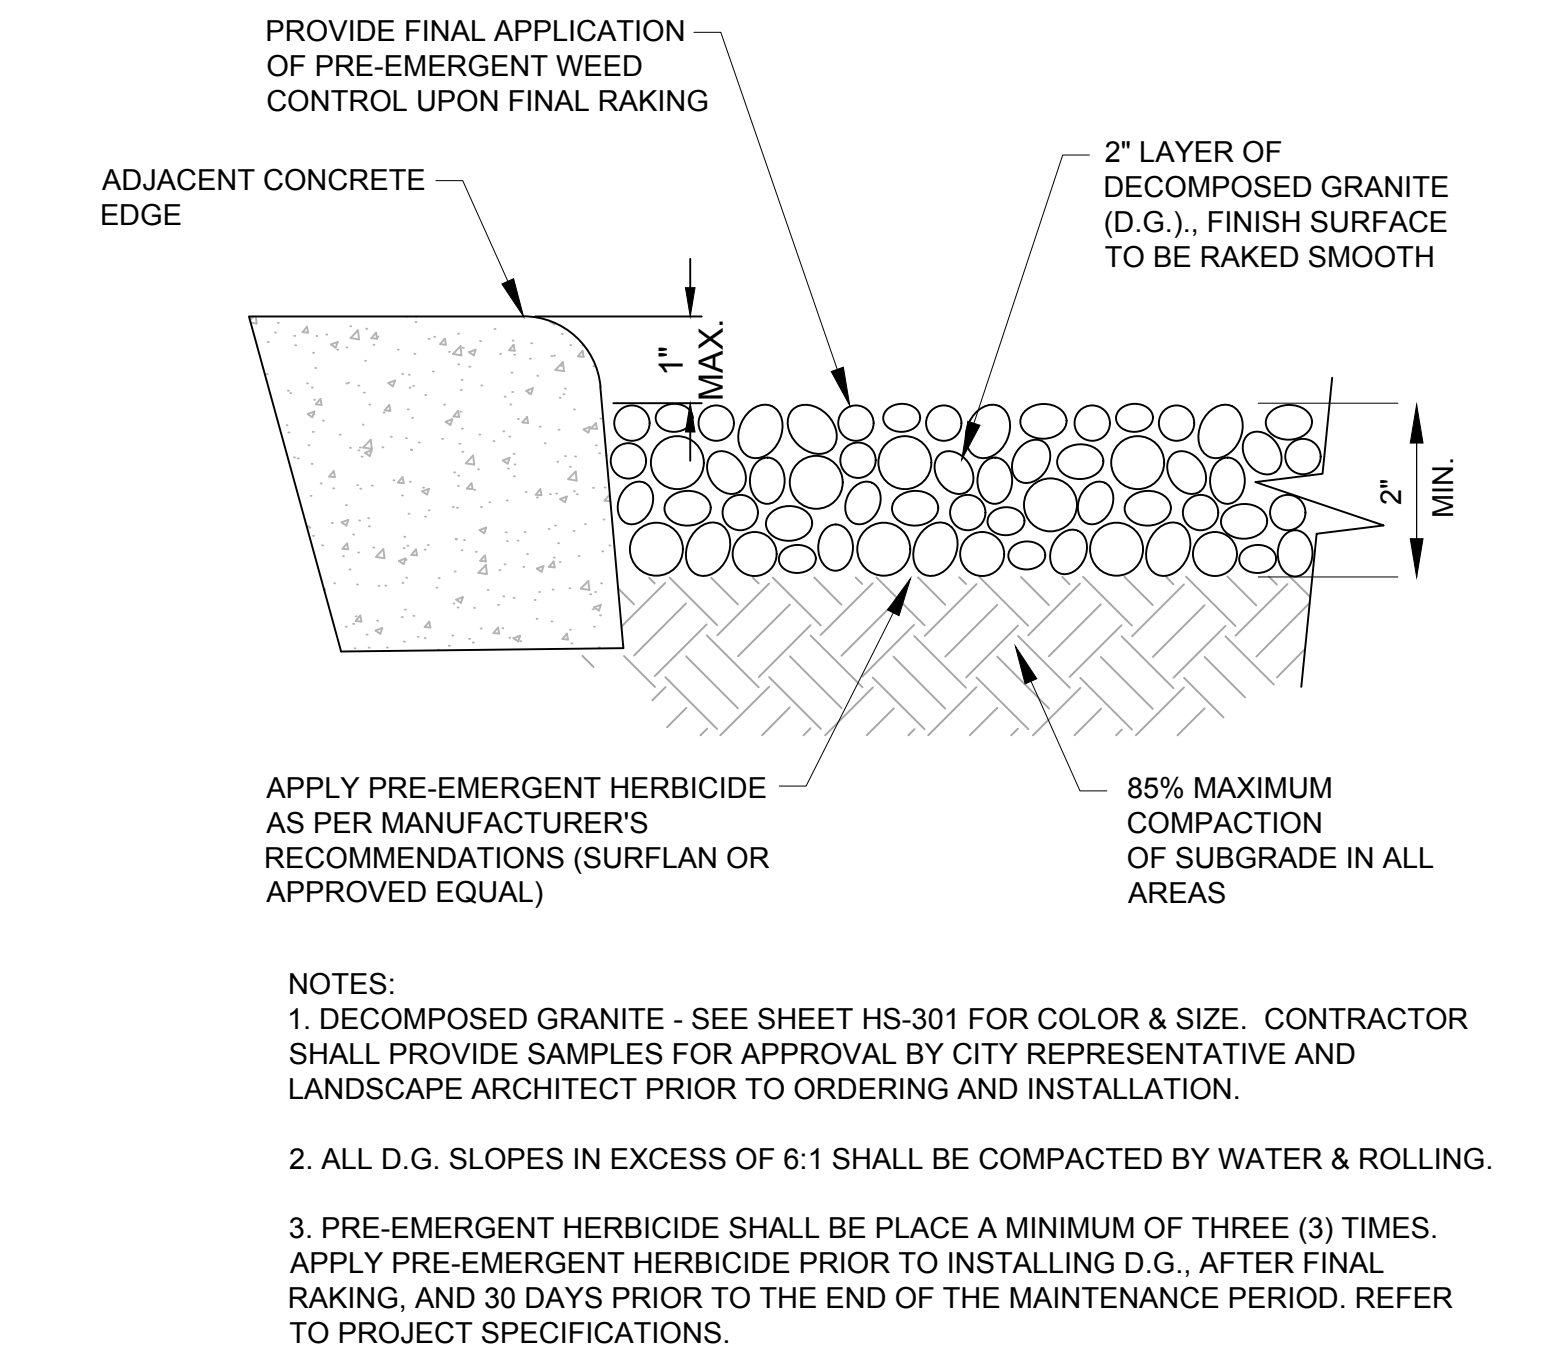 PROVIDE FINAL APPLICATION
OF PRE-EMERGENT WEED
CONTROL UPON FINAL RAKING
ADJACENT CONCRETE
EDGE
2" LAYER OF
DECOMPOSED GRANITE
(D.G.)., FINISH SURFACE
TO BE RAKED SMOOTH
1"
MAX.
2"
MIN.
APPLY PRE-EMERGENT HERBICIDE
AS PER MANUFACTURER'S
RECOMMENDATIONS (SURFLAN OR
APPROVED EQUAL)
85% MAXIMUM
COMPACTION
OF SUBGRADE IN ALL
AREAS
NOTES:
1. DECOMPOSED GRANITE - SEE SHEET HS-301 FOR COLOR & SIZE.  CONTRACTOR
SHALL PROVIDE SAMPLES FOR APPROVAL BY CITY REPRESENTATIVE AND
LANDSCAPE ARCHITECT PRIOR TO ORDERING AND INSTALLATION.
2. ALL D.G. SLOPES IN EXCESS OF 6:1 SHALL BE COMPACTED BY WATER & ROLLING.
3. PRE-EMERGENT HERBICIDE SHALL BE PLACE A MINIMUM OF THREE (3) TIMES.
APPLY PRE-EMERGENT HERBICIDE PRIOR TO INSTALLING D.G., AFTER FINAL
RAKING, AND 30 DAYS PRIOR TO THE END OF THE MAINTENANCE PERIOD. REFER
TO PROJECT SPECIFICATIONS.